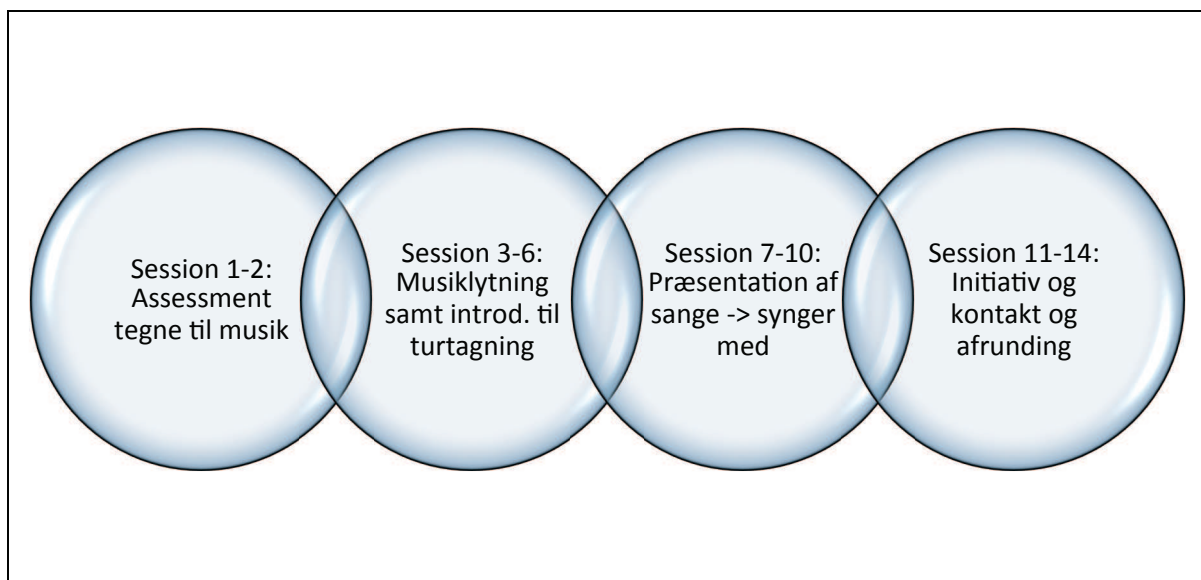 Session 1-2:
Assessment
tegne til musik
Session 3-6:
Musiklytning
samt introd. til
turtagning
Session 7-10:
Præsentation af
sange -> synger
med
Session 11-14:
Initiativ og
kontakt og
afrunding